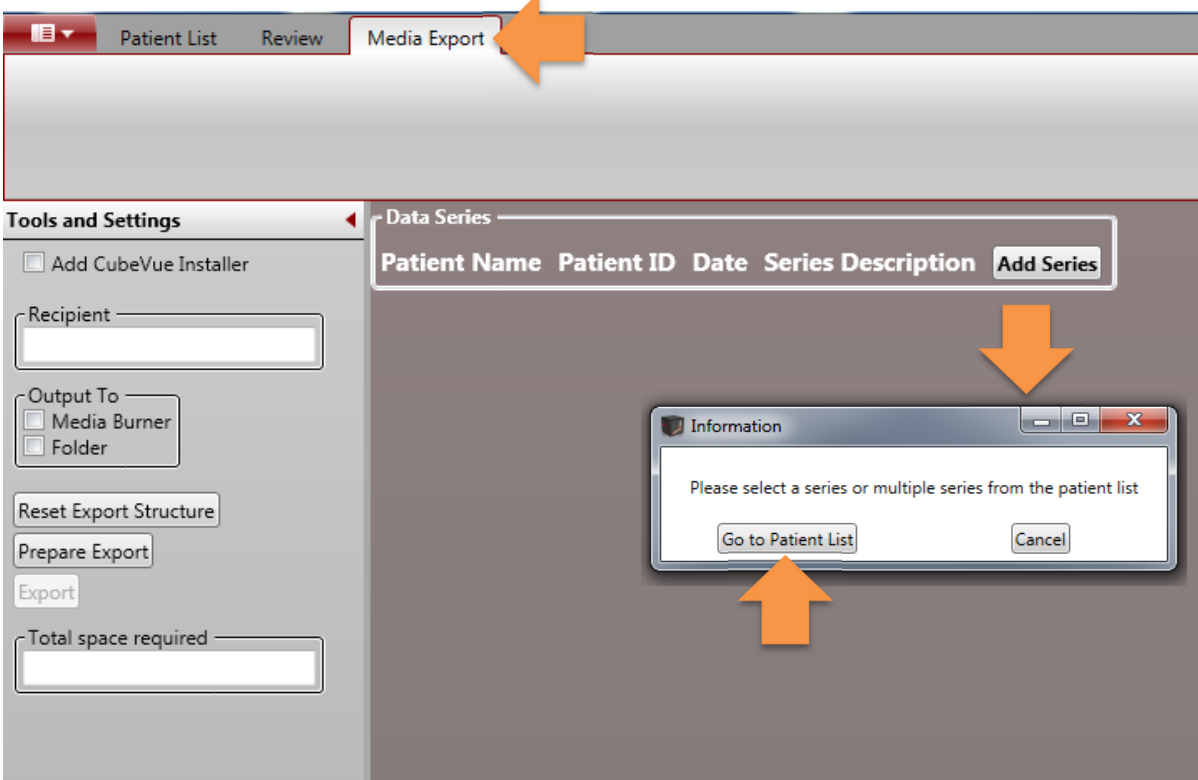 Patient List Review Media Export
Tools and Settings
Add CubeVue Installer
Recipient
Output To
Media Burner
Folder
Reset Export Structure
Prepare Export
Export
Total space required
Data Series
Patient Name Patient ID Date Series Description Add Series
Information
Please select a series or multiple series from the patient list
Go to Patient List Cancel